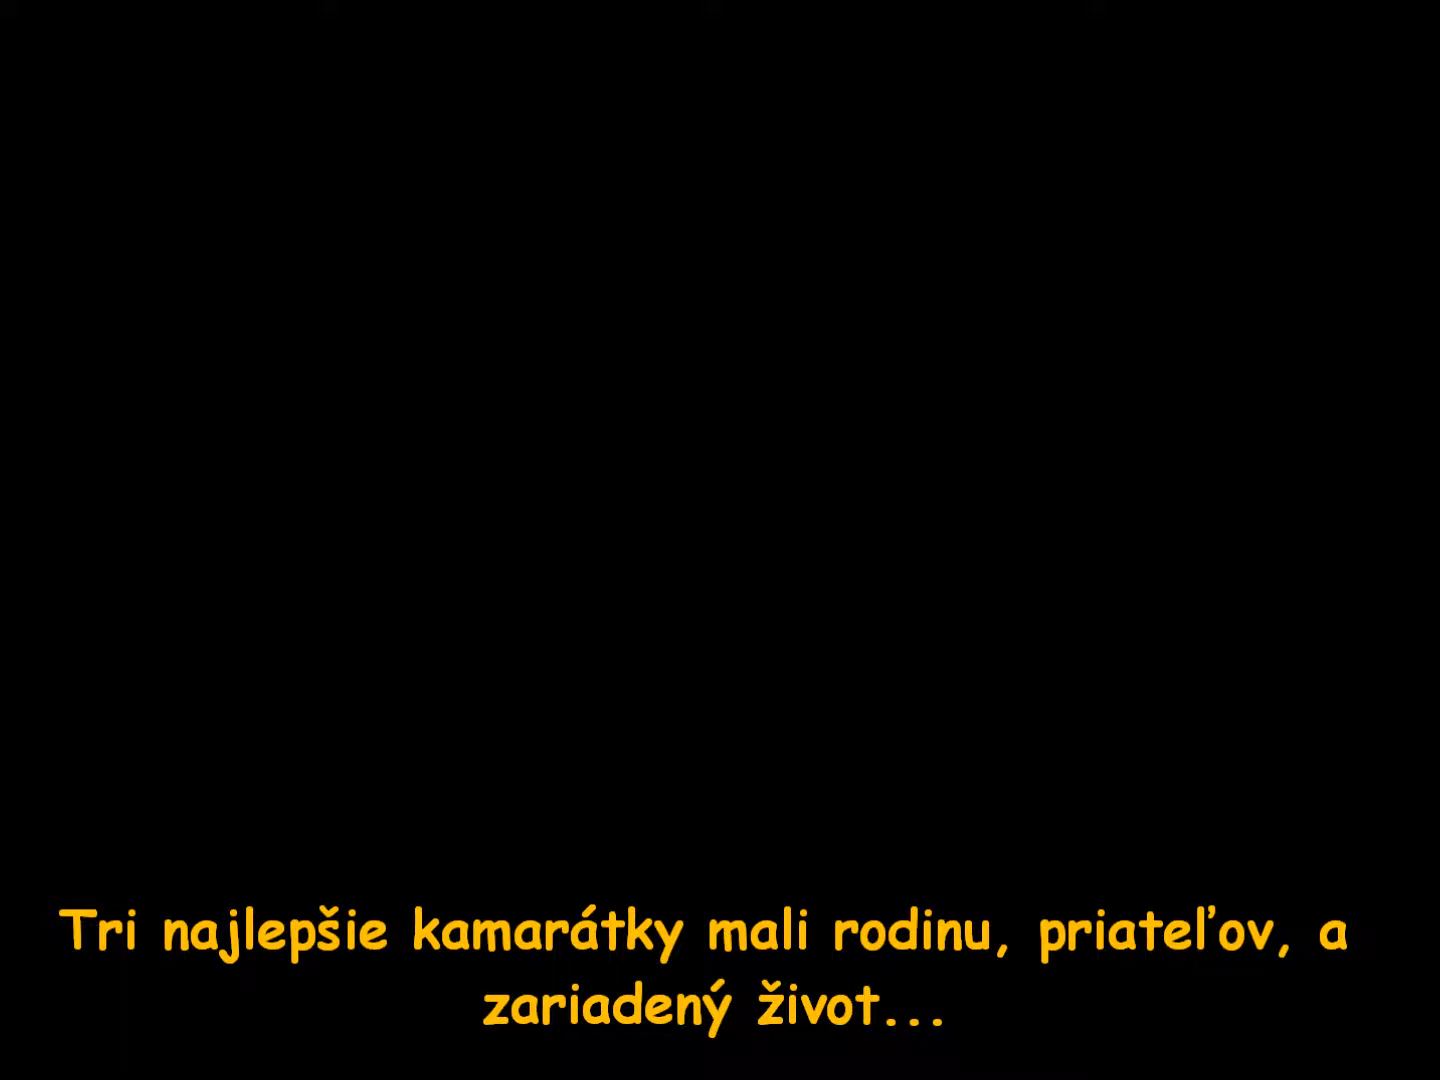 Tri najlepšie kamarátky mali rodinu, priateľov, a
zariadený život...